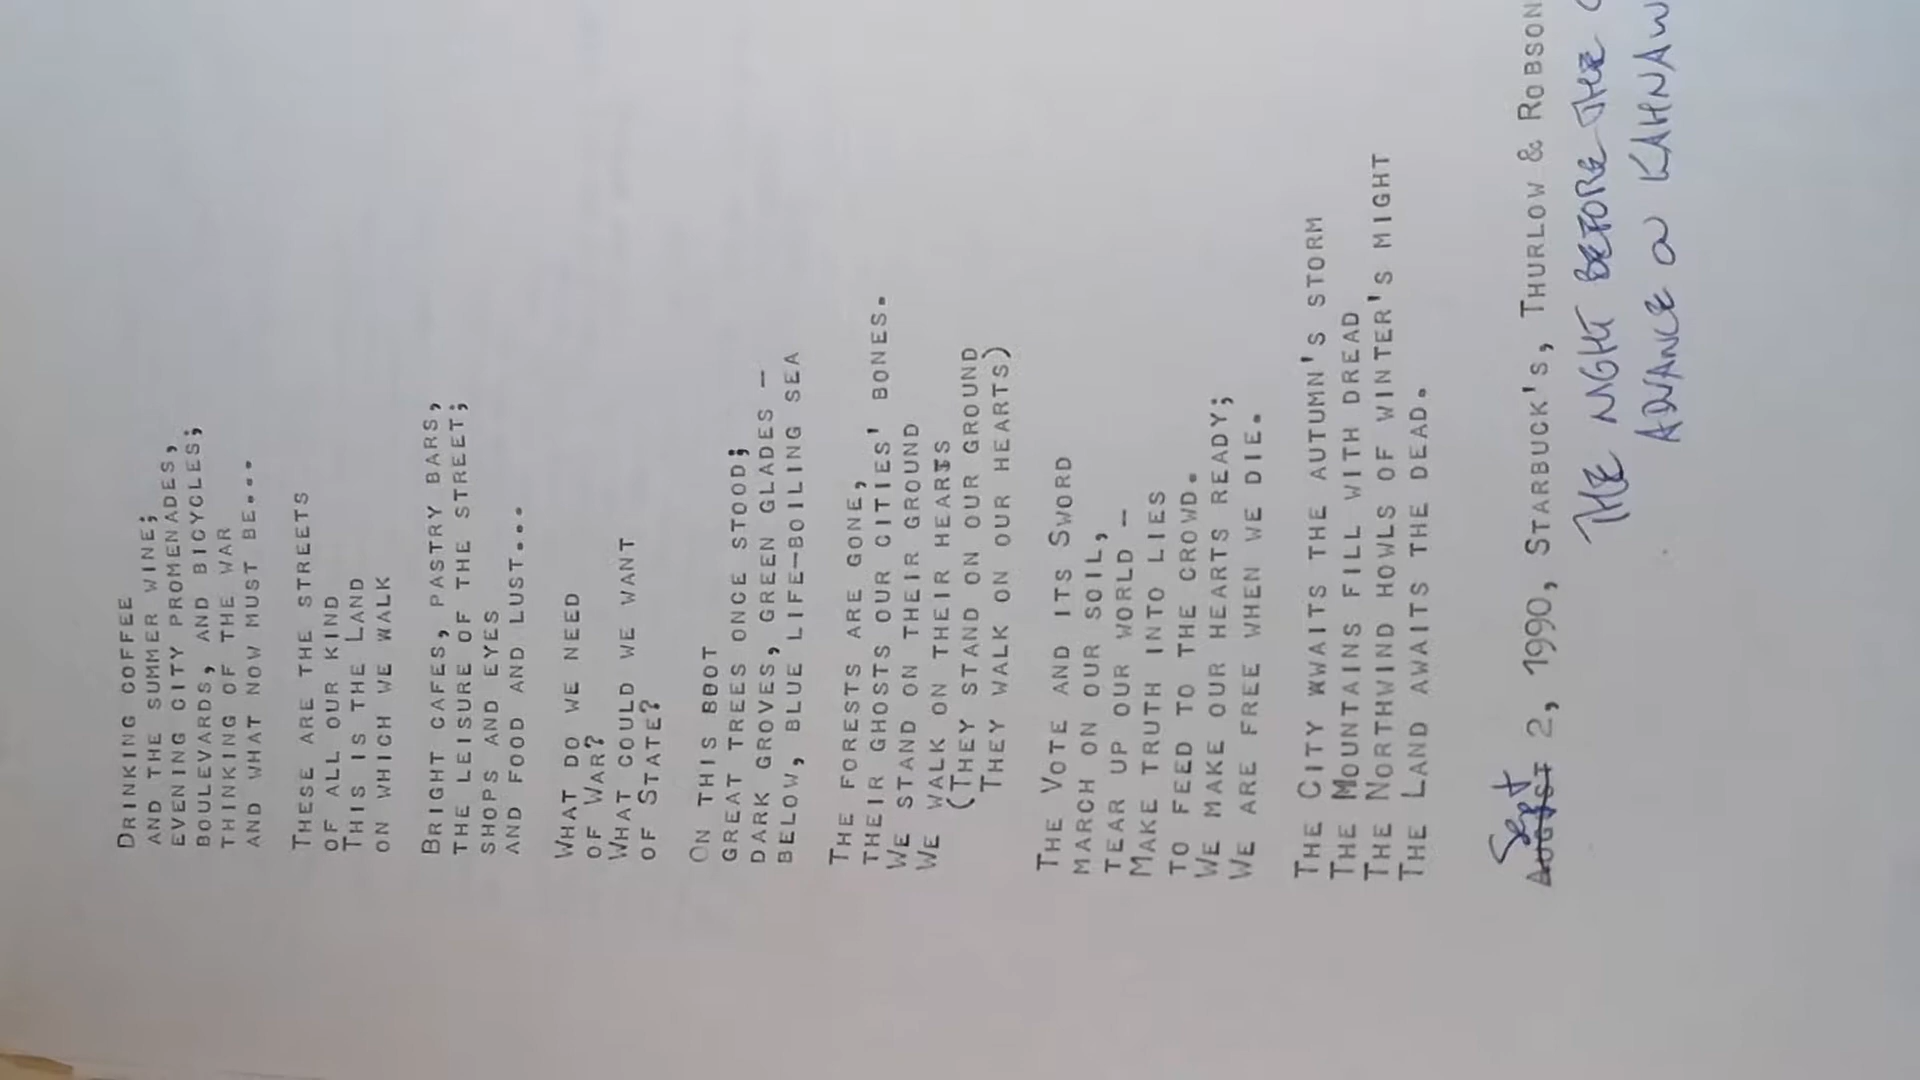 DRINKING COFFEE
AND THE SUMMER WINE;
EVENING CITY PROMENADES,
BOULEVARDS, AND BICYCLES;
THINKING OF THE WAR
AND WHAT NOW MUST BE...
THESE ARE THE STREETS
OF ALL OUR KIND
THIS IS THE LAND
ON WHICH WE WALK
BRIGHT CAFES, PASTRY BARS,
THE LEISURE OF THE STREET;
SHOPS AND EYES
AND FOOD AND LUST...
WHAT DO WE NEED
OF WAR?
WHAT COULD WE WANT
OF STATE?
ON THIS
GREAT TREES ONCE STOOD;
DARK GROVES, GREEN GLADES —
BELOW, BLUE LIFE-BOILING SEA
THE FORESTS ARE GONE,
THEIR GHOSTS OUR CITIES' BONES.
WE STAND ON THEIR GROUND
WE WALK ON THEIR HEARTS
(THEY STAND ON OUR GROUND
THEY WALK ON OUR HEARTS)
THE VOTE AND ITS SWORD
MARCH ON OUR SOIL,
TEAR UP OUR WORLD —
MAKE TRUTH INTO LIES
TO FEED TO THE CROWD.
WE MAKE OUR HEARTS READY;
WE ARE FREE WHEN WE DIE.
THE CITY AWAITS THE AUTUMN'S STORM
THE MOUNTAINS FILL WITH DREAD
THE NORTHWIND HOWLS OF WINTER'S MIGHT
THE LAND AWAITS THE DEAD.
Sept
AUGUST 2, 1990, STARBUCK'S, THURLOW & ROBSON
THE NIGHT BEFORE THE
ADVANCE ON KAHNAW